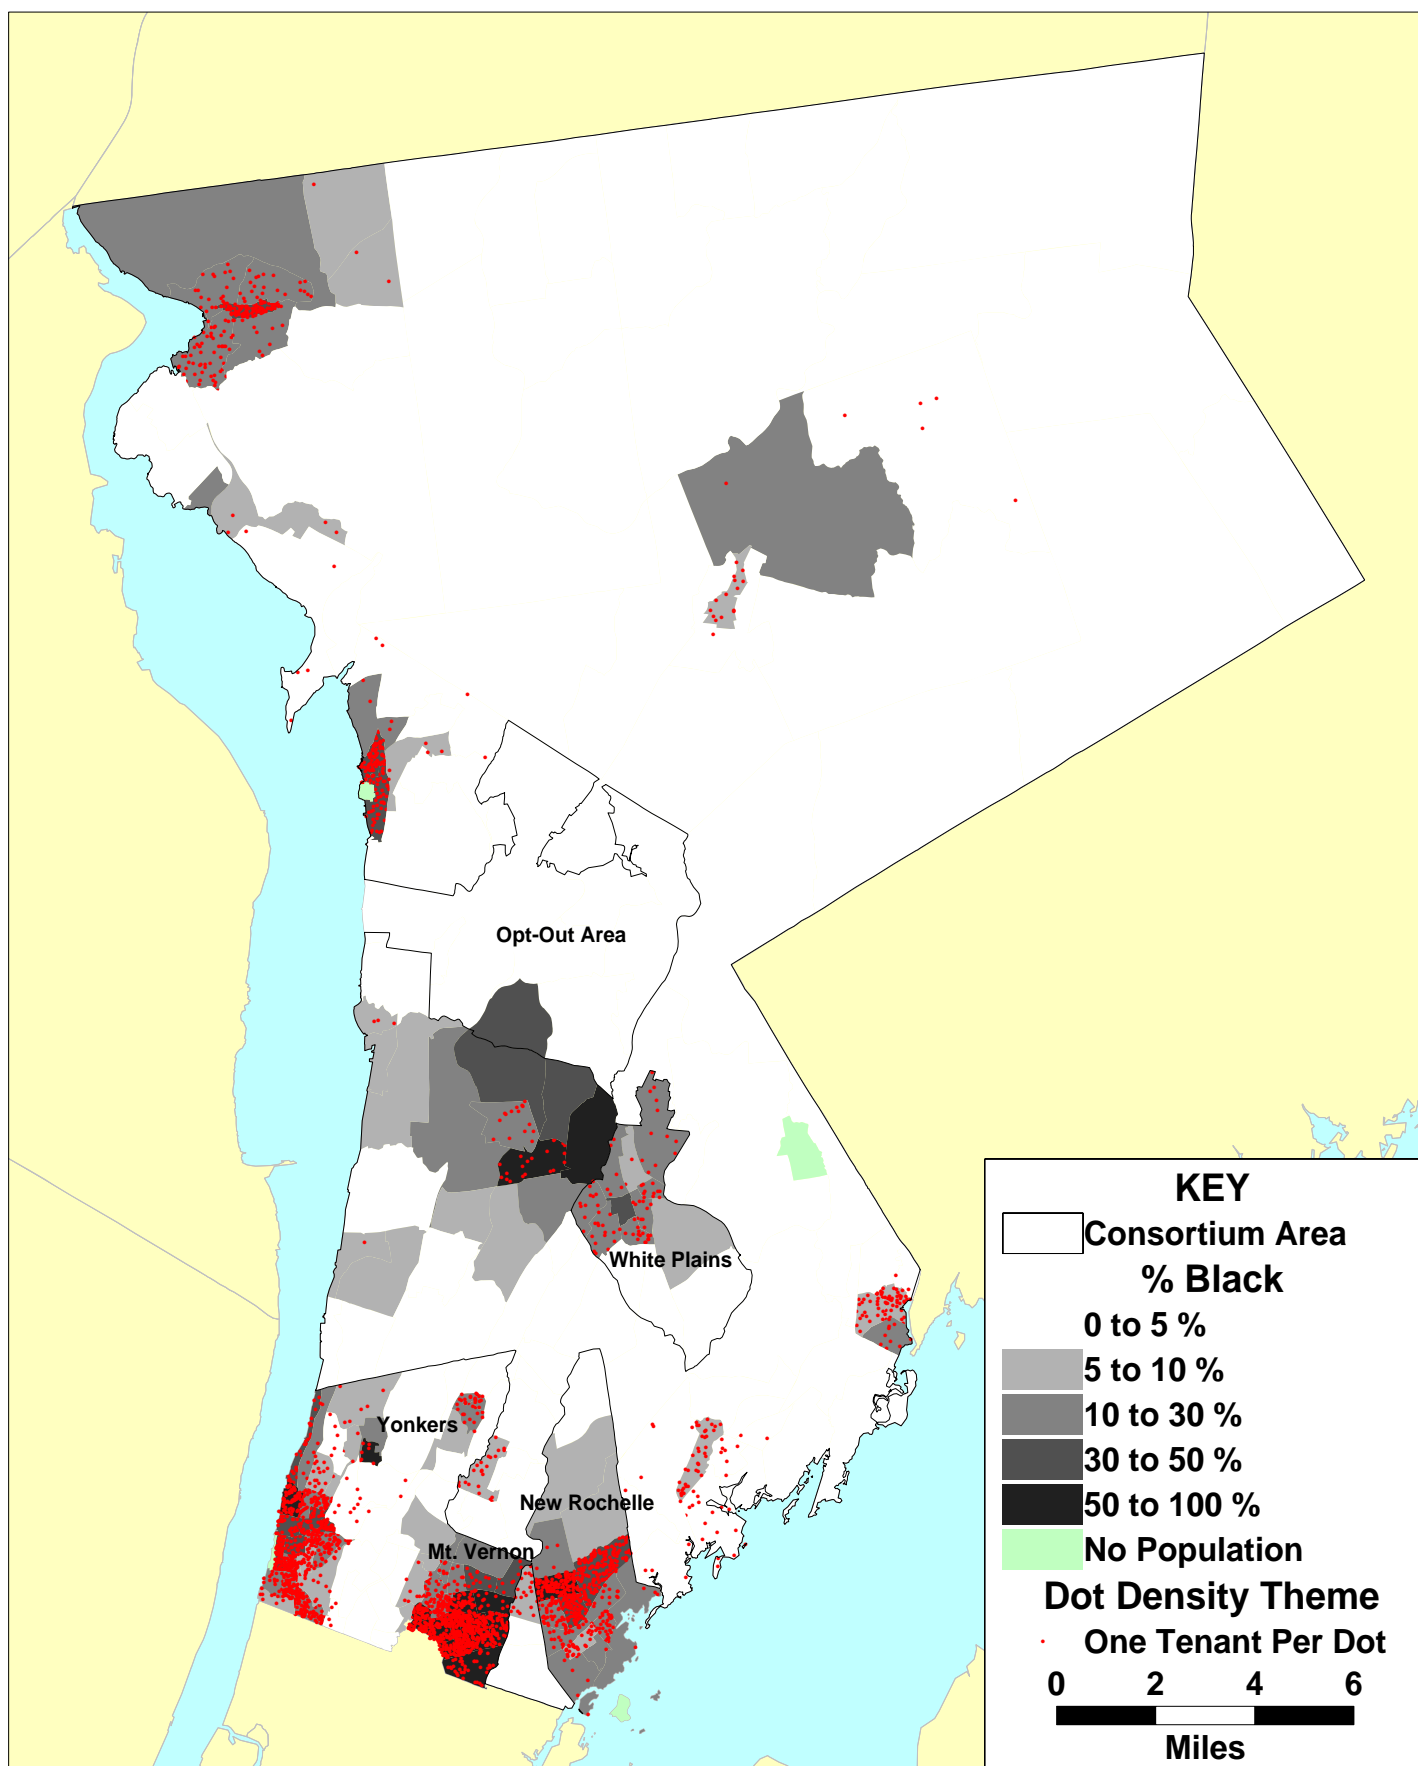 Opt-Out Area
White Plains
Yonkers
New Rochelle
Mt. Vernon
KEY
Consortium Area
% Black
0 to 5 %
5 to 10 %
10 to 30 %
30 to 50 %
50 to 100 %
No Population
Dot Density Theme
One Tenant Per Dot
0 2 4 6
Miles